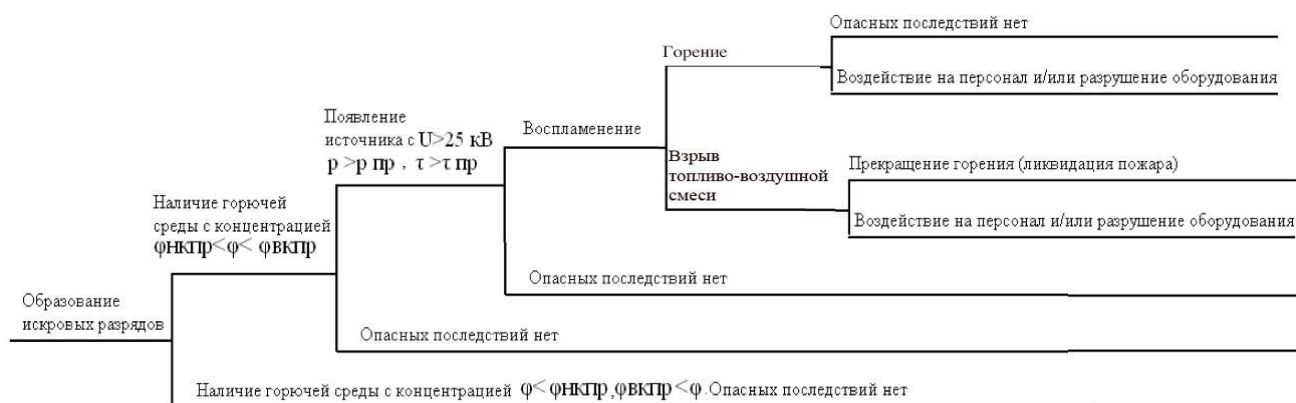 Опасных последствий нет
Горение
Воздействие на персонал и/или разрушение оборудования
Появление
источника с U>25 кВ
р >р пр , τ >τ пр
Воспламенение
Взрыв
топливо-воздушной
смеси
Прекращение горения (ликвидация пожара)
Воздействие на персонал и/или разрушение оборудования
Наличие горючей
среды с концентрацией
φнкпр<φ< φвкпр
Опасных последствий нет
Образование
искровых разрядов
Опасных последствий нет
Наличие горючей среды с концентрацией φ< φнкпр,φвкпр<φ.Опасных последствий нет